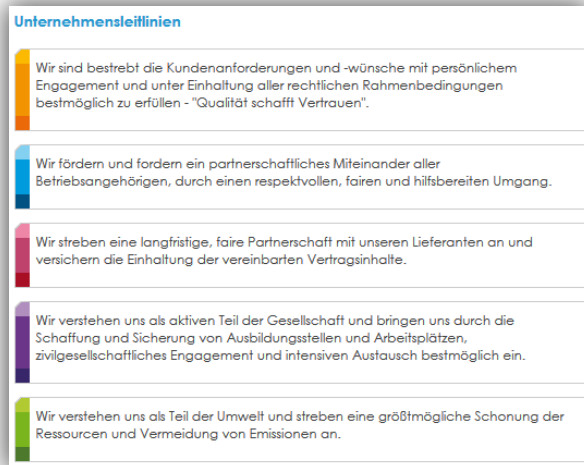 Unternehmensleitlinien
Wir sind bestrebt die Kundenanforderungen und -wünsche mit persönlichem
Engagement und unter Einhaltung aller rechtlichen Rahmenbedingungen
bestmöglich zu erfüllen - "Qualität schafft Vertrauen".
Wir fördern und fordern ein partnerschaftliches Miteinander aller
Betriebsangehörigen, durch einen respektvollen, fairen und hilfsbereiten Umgang.
Wir streben eine langfristige, faire Partnerschaft mit unseren Lieferanten an und
versichern die Einhaltung der vereinbarten Vertragsinhalte.
Wir verstehen uns als aktiven Teil der Gesellschaft und bringen uns durch die
Schaffung und Sicherung von Ausbildungsstellen und Arbeitsplätzen,
zivilgesellschaftliches Engagement und intensiven Austausch bestmöglich ein.
Wir verstehen uns als Teil der Umwelt und streben eine größtmögliche Schonung der
Ressourcen und Vermeidung von Emissionen an.